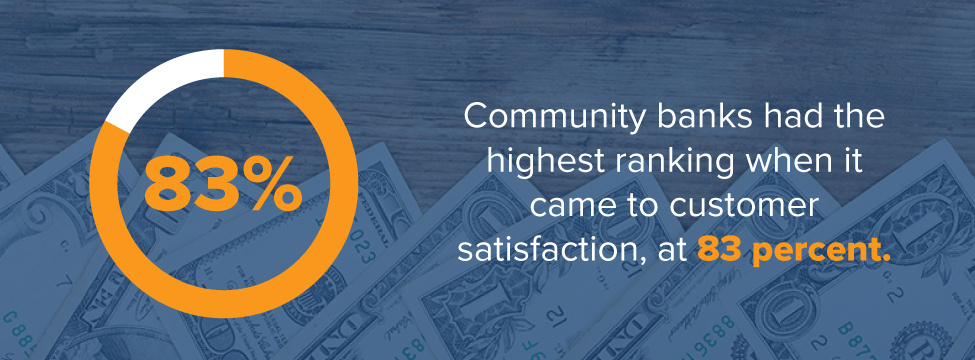 83%
Community banks had the
highest ranking when it
came to customer
satisfaction, at 83 percent.